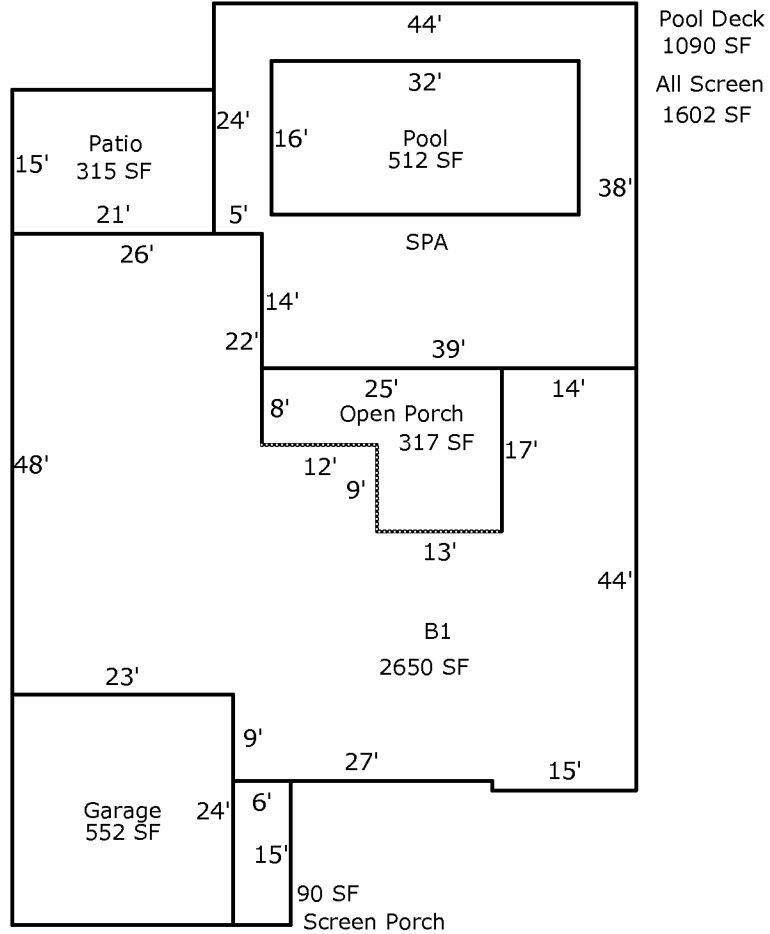 44'
Pool Deck
1090 SF
All Screen
1602 SF
32'
24'
16'
Pool
512 SF
Patio
315 SF
15'
21'
5'
38'
SPA
26'
14'
22'
39'
25'
14'
8'
Open Porch
317 SF
17'
12'
9'
13'
48'
44'
B1
2650 SF
23'
9'
27'
15'
Garage
552 SF
24'
6'
15'
90 SF
Screen Porch